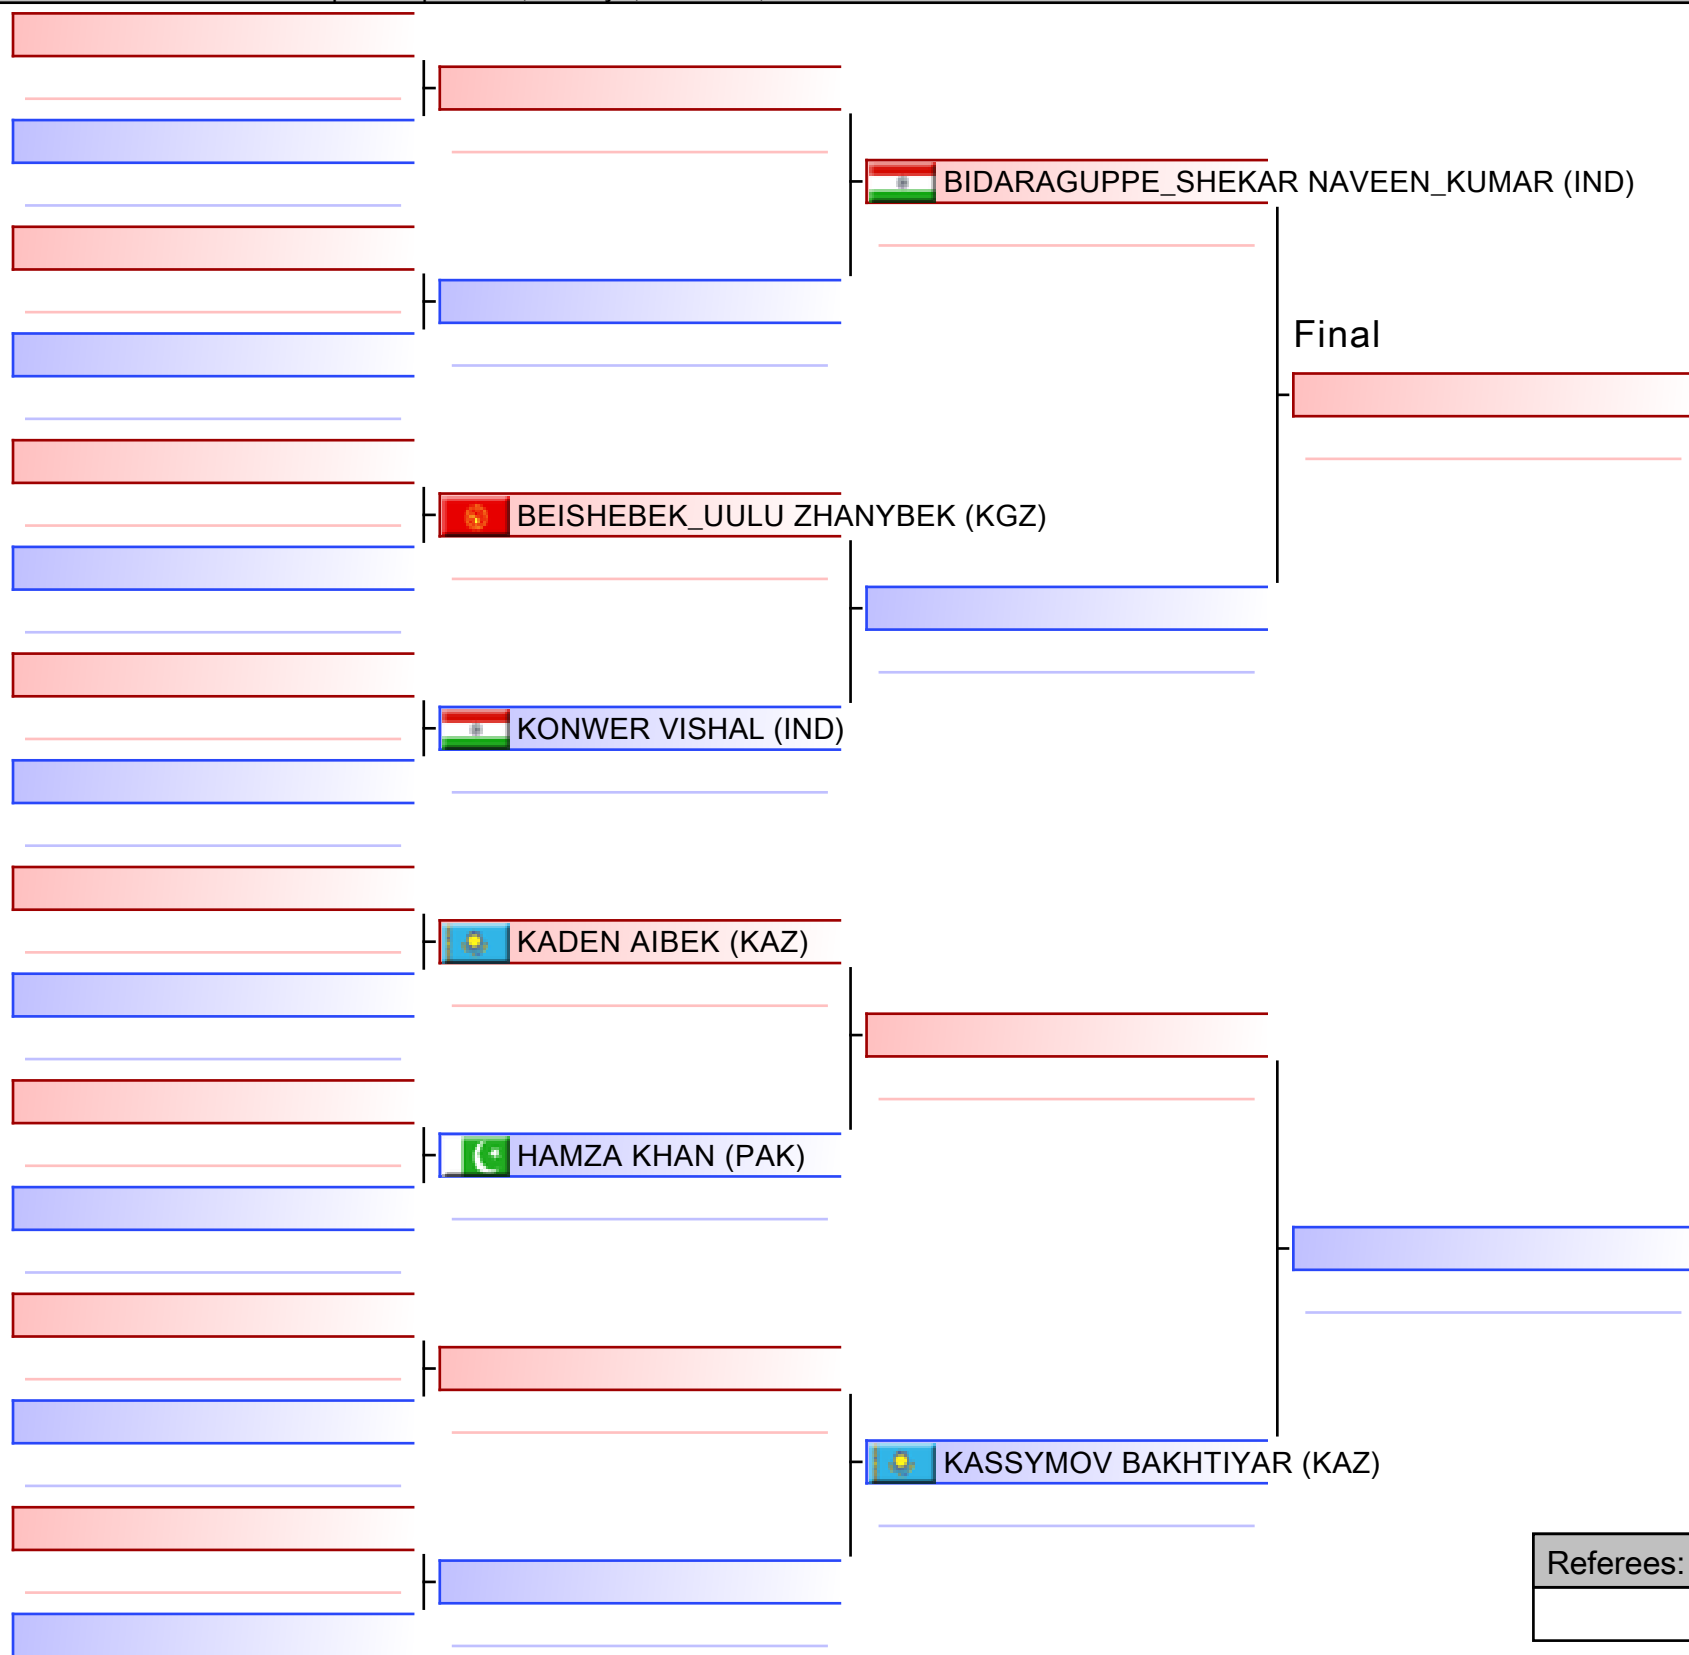 BIDARAGUPPE_SHEKAR NAVEEN_KUMAR (IND)
Final
BEISHEBEK_UULU ZHANYBEK (KGZ)
KONWER VISHAL (IND)
KADEN AIBEK (KAZ)
HAMZA KHAN (PAK)
KASSYMOV BAKHTIYAR (KAZ)
Referees: